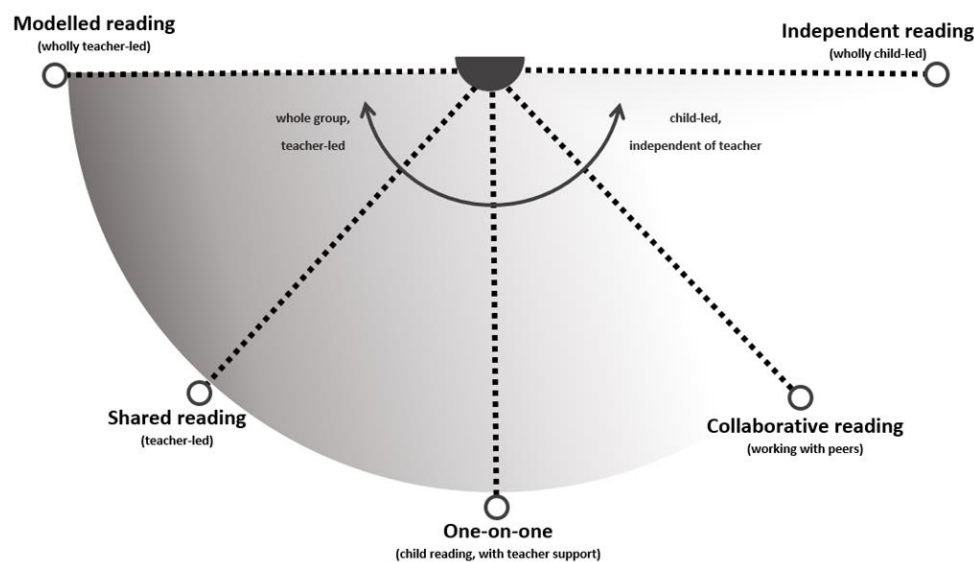 Modelled reading
(wholly teacher-led)
Independent reading
(wholly child-led)
whole group,
teacher-led
child-led,
independent of teacher
Shared reading
(teacher-led)
Collaborative reading
(working with peers)
One-on-one
(child reading, with teacher support)